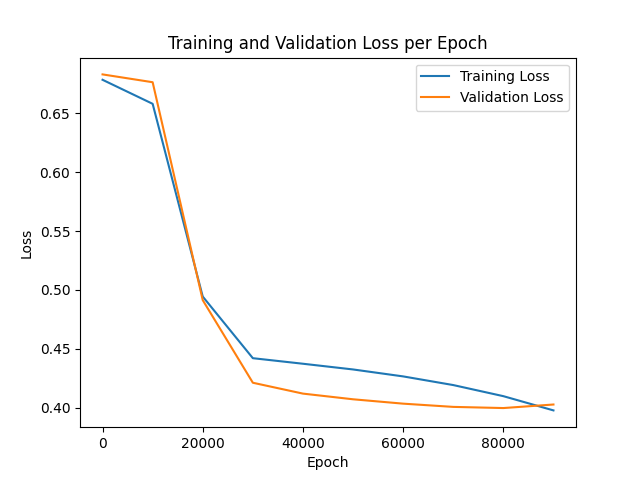 Training and Validation Loss per Epoch
Training Loss
Validation Loss
Loss
0.65
0.60
0.55
0.50
0.45
0.40
0
20000
40000
60000
80000
Epoch